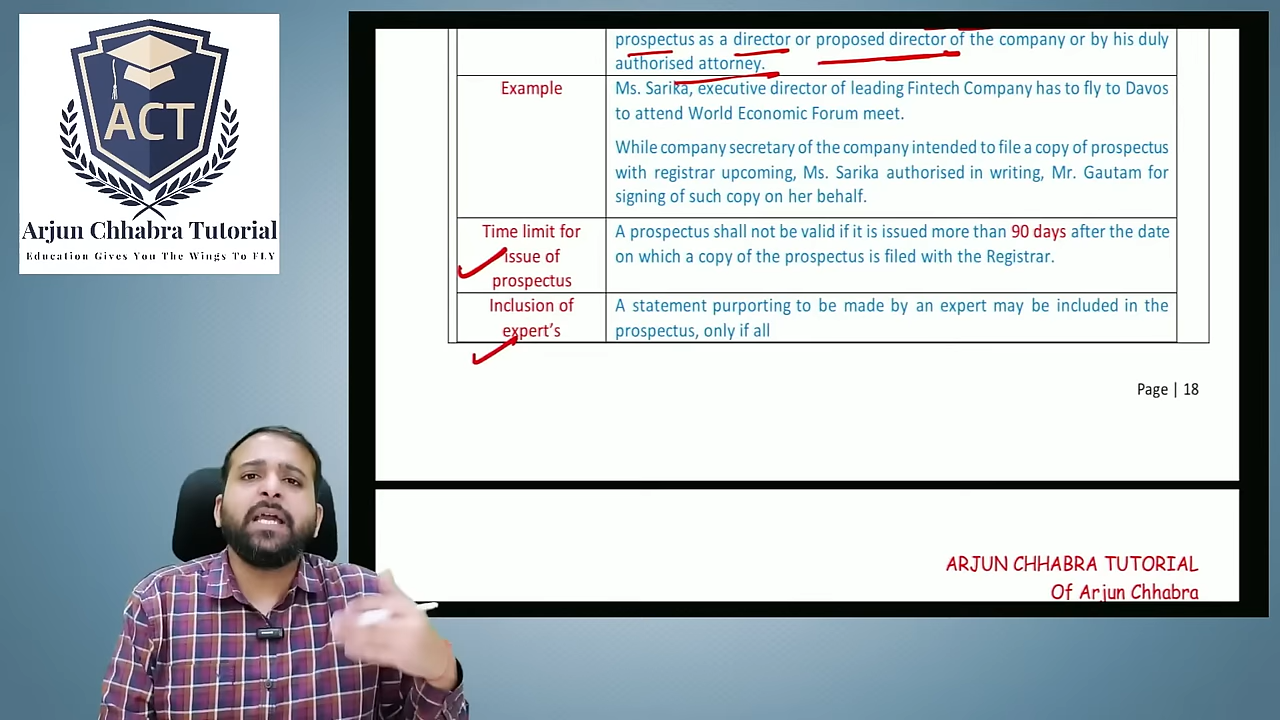 ACT
Arjun Chhabra Tutorial
Education Gives You The Wings To FLY
prospectus as a director or proposed director of the company or by his duly
authorised attorney.
Example
Ms. Sarika, executive director of leading Fintech Company has to fly to Davos
to attend World Economic Forum meet.
While company secretary of the company intended to file a copy of prospectus
with registrar upcoming, Ms. Sarika authorised in writing, Mr. Gautam for
signing of such copy on her behalf.
Time limit for
issue of
prospectus
A prospectus shall not be valid if it is issued more than 90 days after the date
on which a copy of the prospectus is filed with the Registrar.
Inclusion of
expert's
A statement purporting to be made by an expert may be included in the
prospectus, only if all
Page | 18
ARJUN CHHABRA TUTORIAL
Of Arjun Chhabra